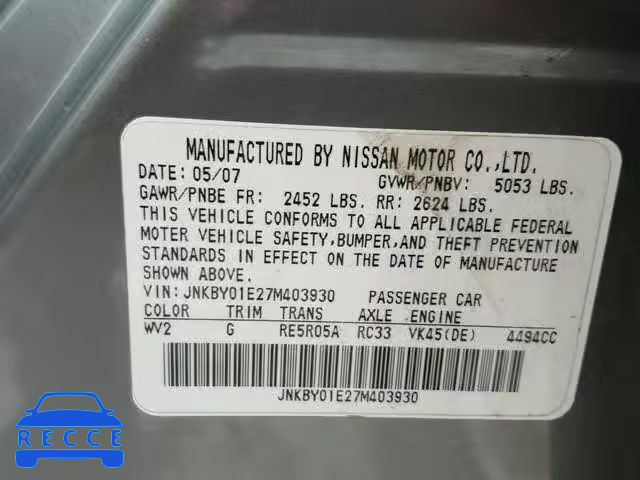 MANUFACTURED BY NISSAN MOTOR CO.,LTD.
DATE: 05/07 GVWR/PNBV: 5053 LBS.
GAWR/PNBE FR: 2452 LBS. RR: 2624 LBS.
THIS VEHICLE CONFORMS TO ALL APPLICABLE FEDERAL
MOTER VEHICLE SAFETY,BUMPER,AND THEFT PREVENTION
STANDARDS IN EFFECT ON THE DATE OF MANUFACTURE
SHOWN ABOVE.
VIN:JNKBY01E27M403930 PASSENGER CAR
COLOR TRIM TRANS AXLE ENGINE
WV2 G RE5R05A RC33 VK45(DE) 4494CC
JNKBY01E27M403930
RECCE